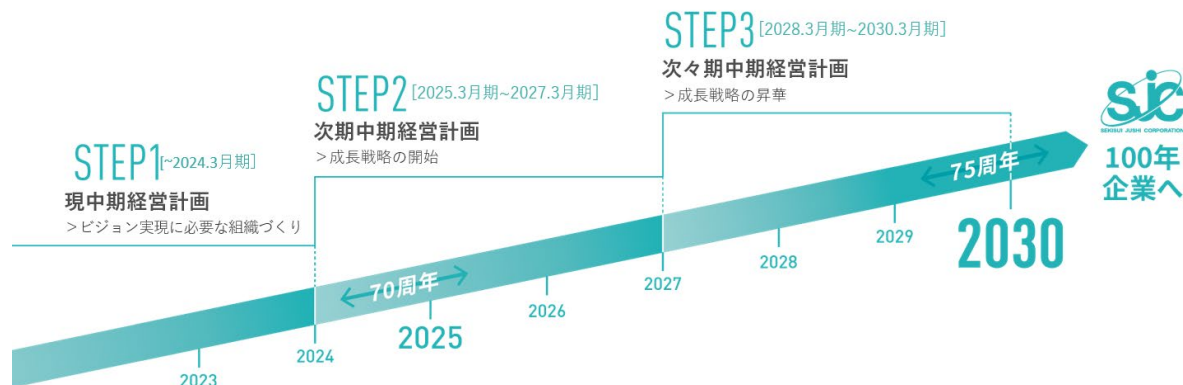 STEP1[~2024.3月期]
現中期経営計画
>ビジョン実現に必要な組織づくり
STEP2[2025.3月期~2027.3月期]
次期中期経営計画
>成長戦略の開始
STEP3[2028.3月期~2030.3月期]
次々期中期経営計画
>成長戦略の昇華
SJC
SEKISUI JUSHI CORPORATION
100年
企業へ
70周年
75周年
2023
2024
2025
2026
2027
2028
2029
2030